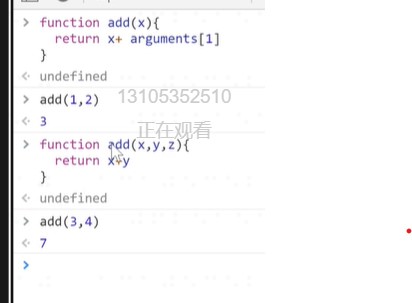 > function add(x){
return x+ arguments[1]
}
< undefined
> add(1,2)
13105352510
< 3
正在观看
> function add(x,y,z){
return x+y
}
< undefined
> add(3,4)
< 7
>